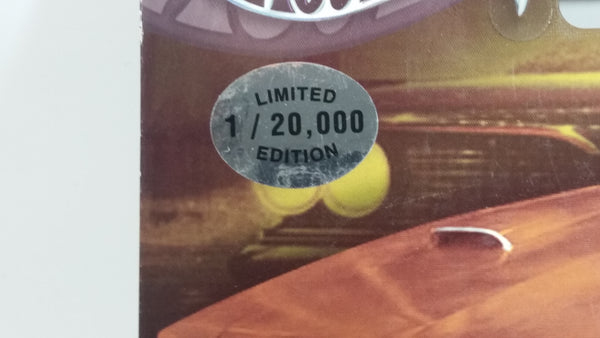 LIMITED
1 / 20,000
EDITION